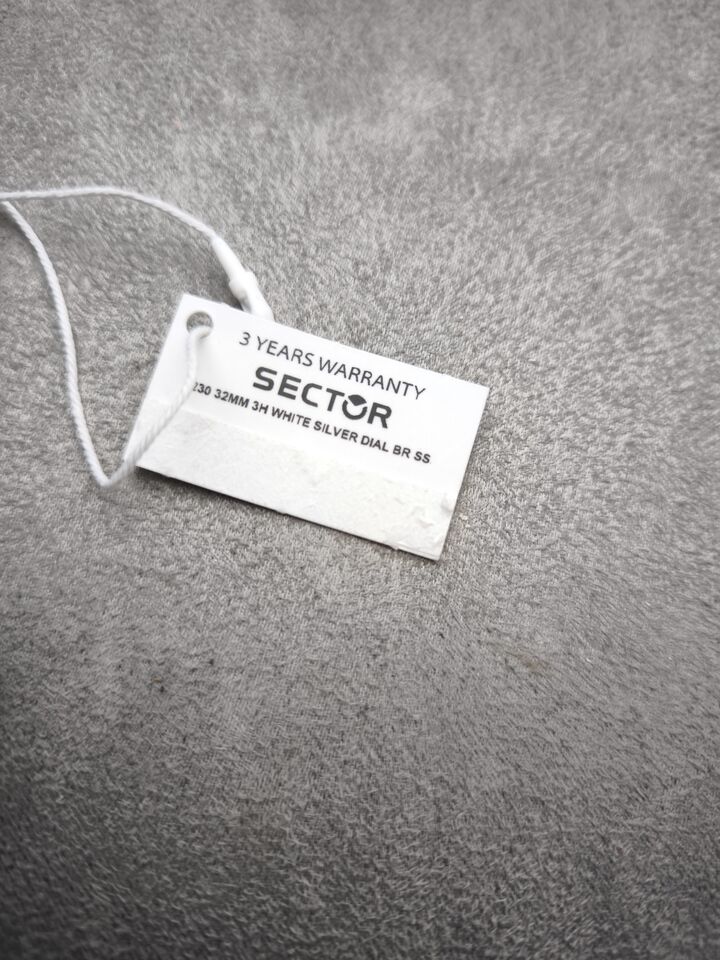 3 YEARS WARRANTY
SECTOR
230 32MM 3H WHITE SILVER DIAL BR SS